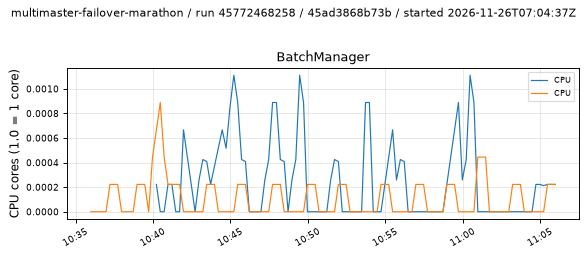 multimaster-failover-marathon / run 45772468258 / 45ad3868b73b / started 2026-11-26T07:04:37Z
BatchManager
CPU cores (1.0 = 1 core)
0.0010
0.0008
0.0006
0.0004
0.0002
0.0000
CPU
CPU
10:35
10:40
10:45
10:50
10:55
11:00
11:05